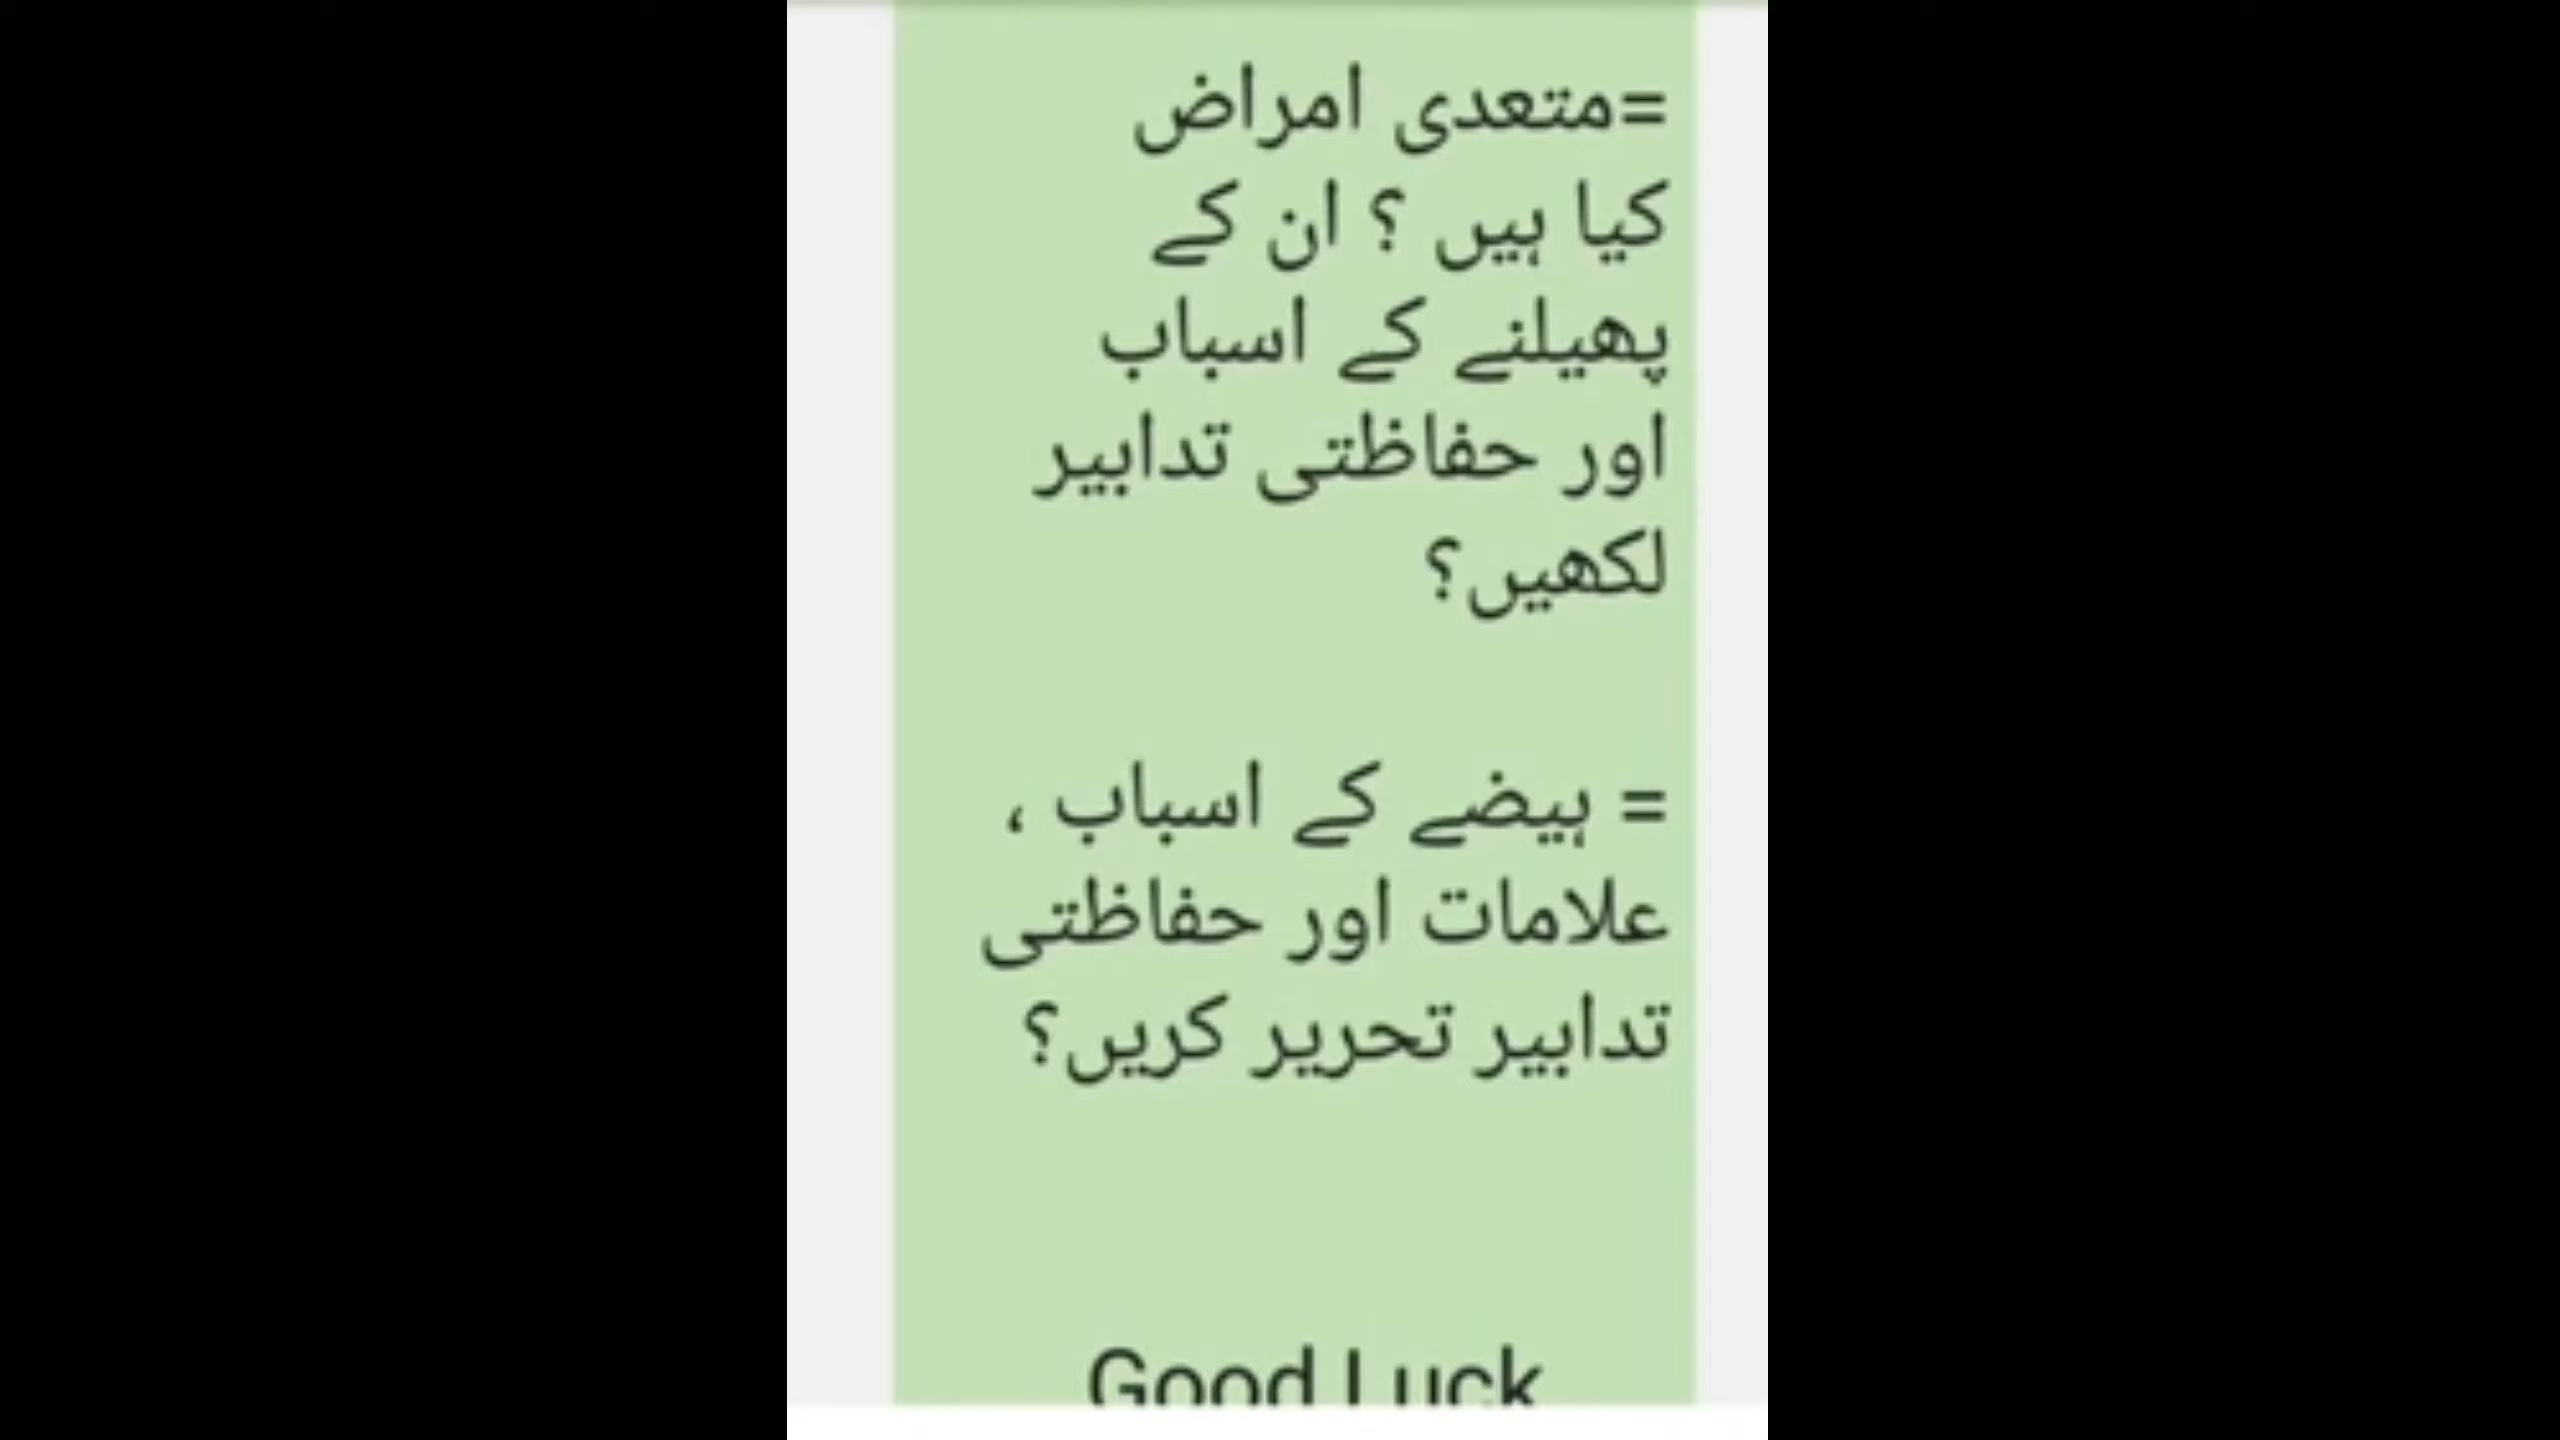 =متعدی امراض
کیا ہیں ؟ ان کے
پھیلنے کے اسباب
اور حفاظتی تدابیر
لکھیں؟
= ہیضے کے اسباب ،
علامات اور حفاظتی
تدابیر تحریر کریں؟
Good Luck